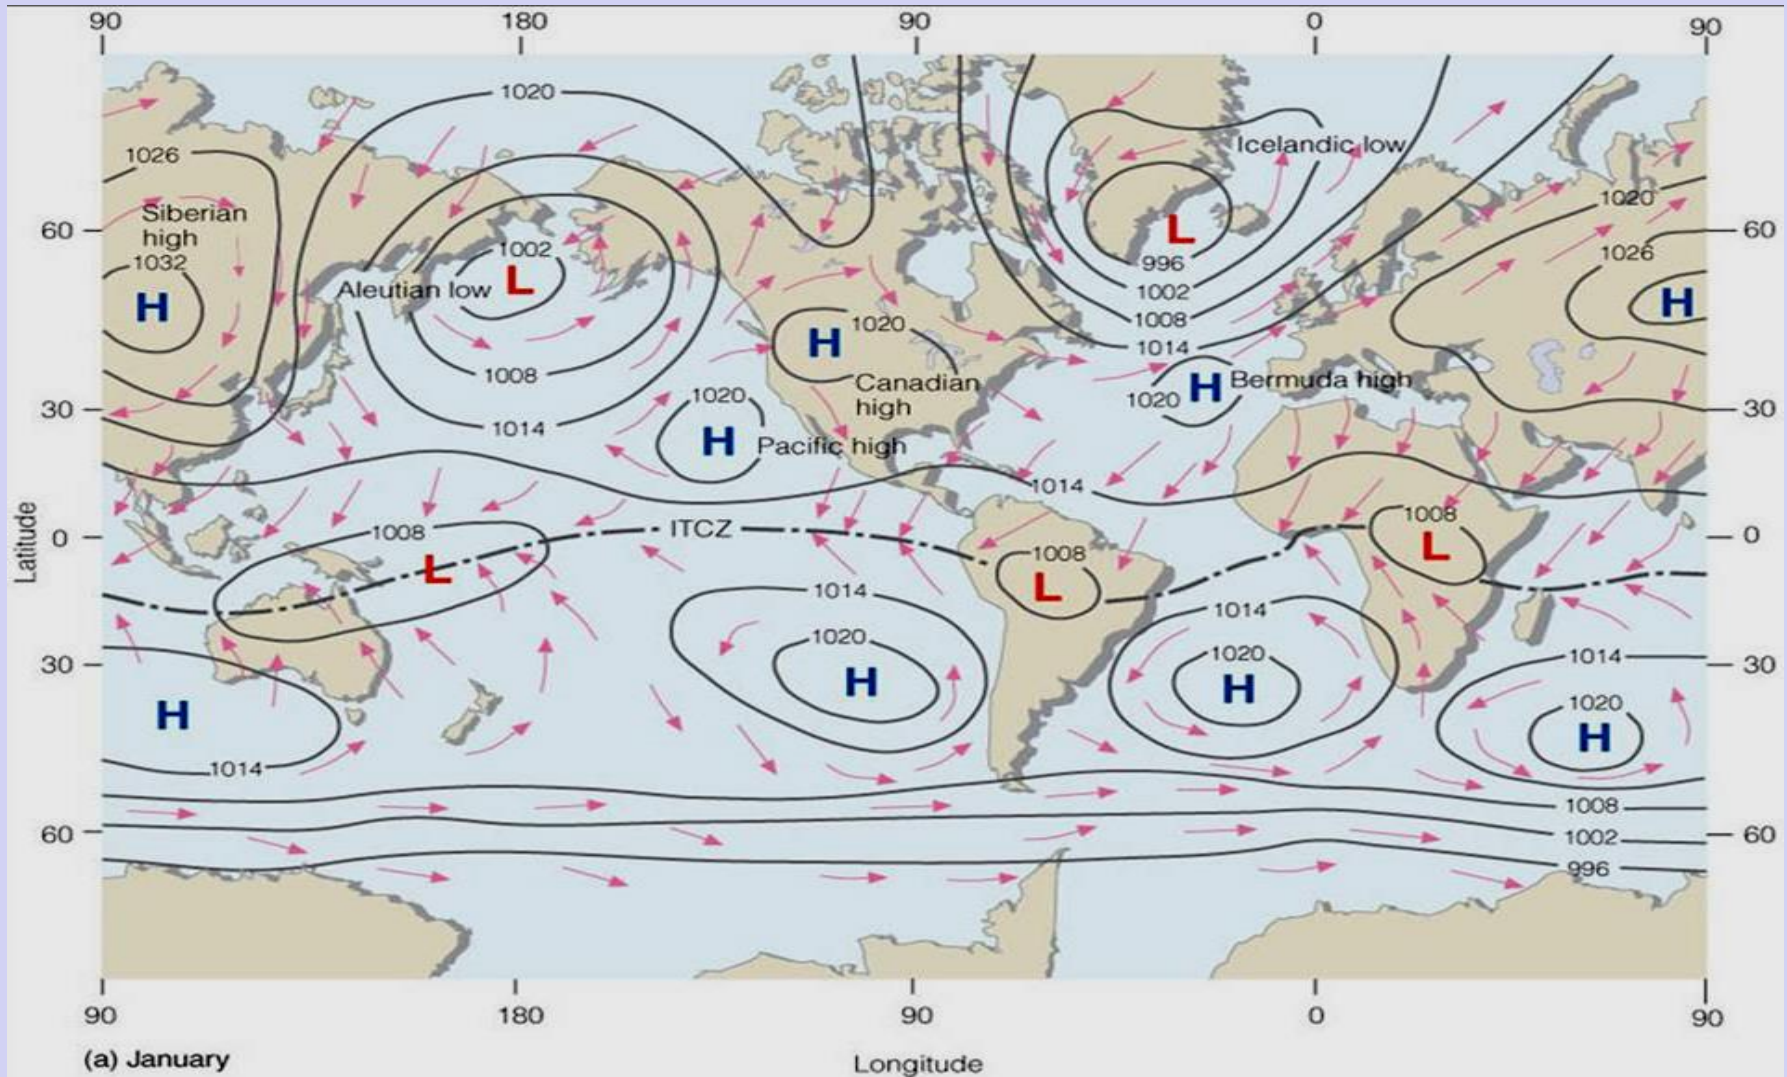 90 180 90 0 90
1020
Icelandic low
1026
1020
Siberian
high
60
L
60
1002
1026
996
1032
Aleutian low
L
1002
H
H
1008
1020
H
1014
1008
Canadian
high
H
Bermuda high
1020
1020
30
30
1014
H
Pacific high
1014
Latitude
1008
ITCZ
1008
0
0
L
1008
L
L
1014
1014
1020
1020
1014
30
30
H
H
1020
H
H
1014
1008
60
1002
60
996
90 180 90 0 90
(a) January
Longitude